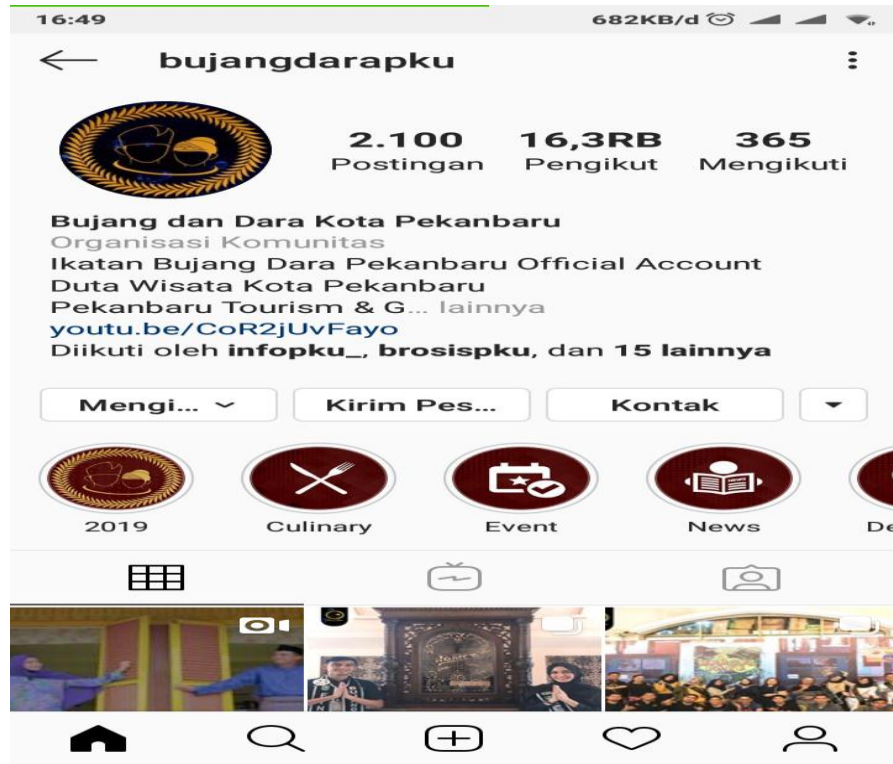 16:49 682KB/d
bujangdarapku
2.100 16,3RB 365
Postingan Pengikut Mengikuti
Bujang dan Dara Kota Pekanbaru
Organisasi Komunitas
Ikatan Bujang Dara Pekanbaru Official Account
Duta Wisata Kota Pekanbaru
Pekanbaru Tourism & G... lainnya
youtu.be/CoR2jUvFayo
Diikuti oleh infopku_, brosispku, dan 15 lainnya
Mengi... Kirim Pes... Kontak
2019 Culinary Event News De